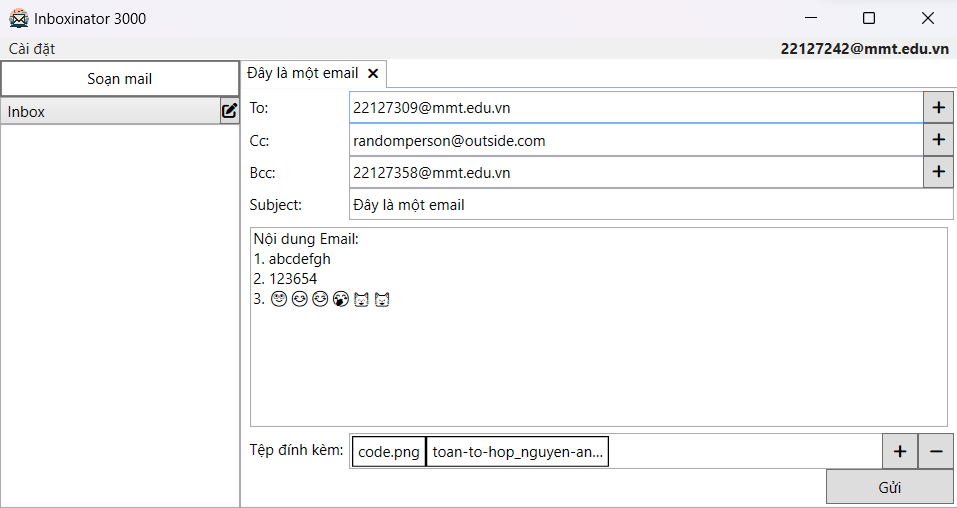 Inboxinator 3000
Cài đặt
22127242@mmt.edu.vn
Soạn mail
Inbox
Đây là một email
To: 22127309@mmt.edu.vn
Cc: randomperson@outside.com
Bcc: 22127358@mmt.edu.vn
Subject: Đây là một email
Nội dung Email:
1. abcdefgh
2. 123654
3.
Tệp đính kèm: code.png toan-to-hop_nguyen-an...
Gửi